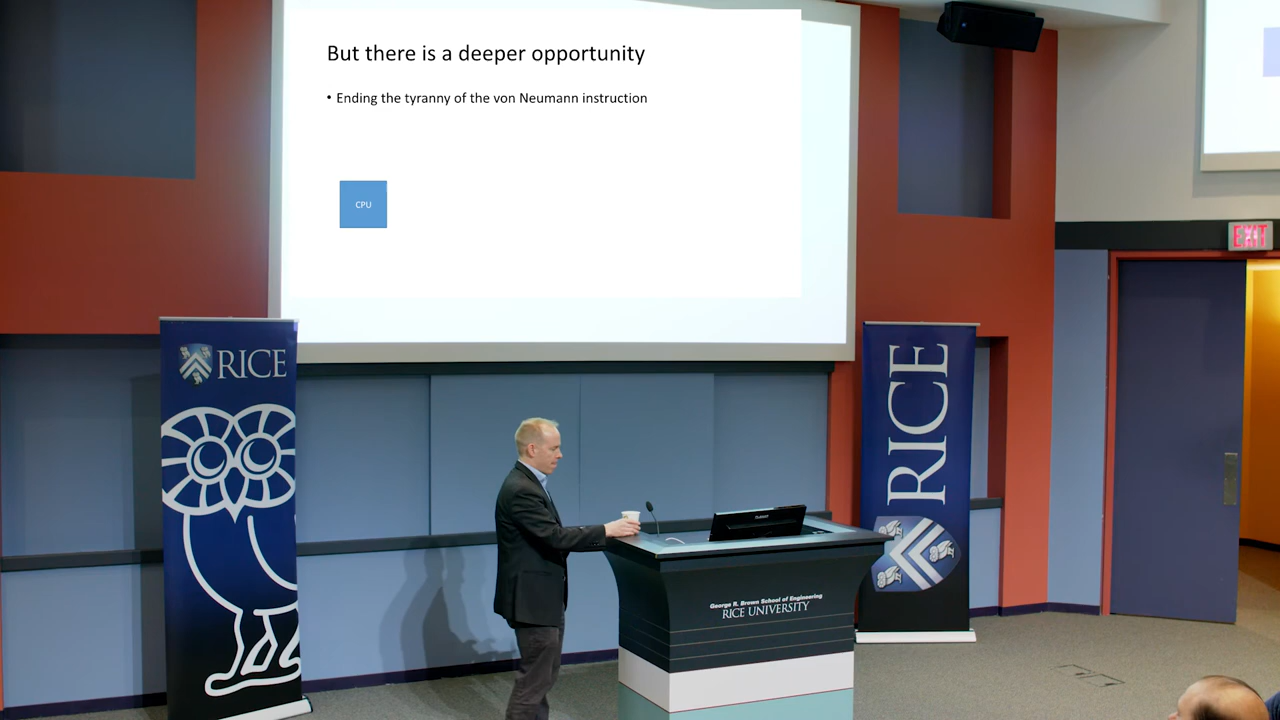 But there is a deeper opportunity
• Ending the tyranny of the von Neumann instruction
CPU
EXIT
RICE
RICE
George R. Brown School of Engineering
RICE UNIVERSITY